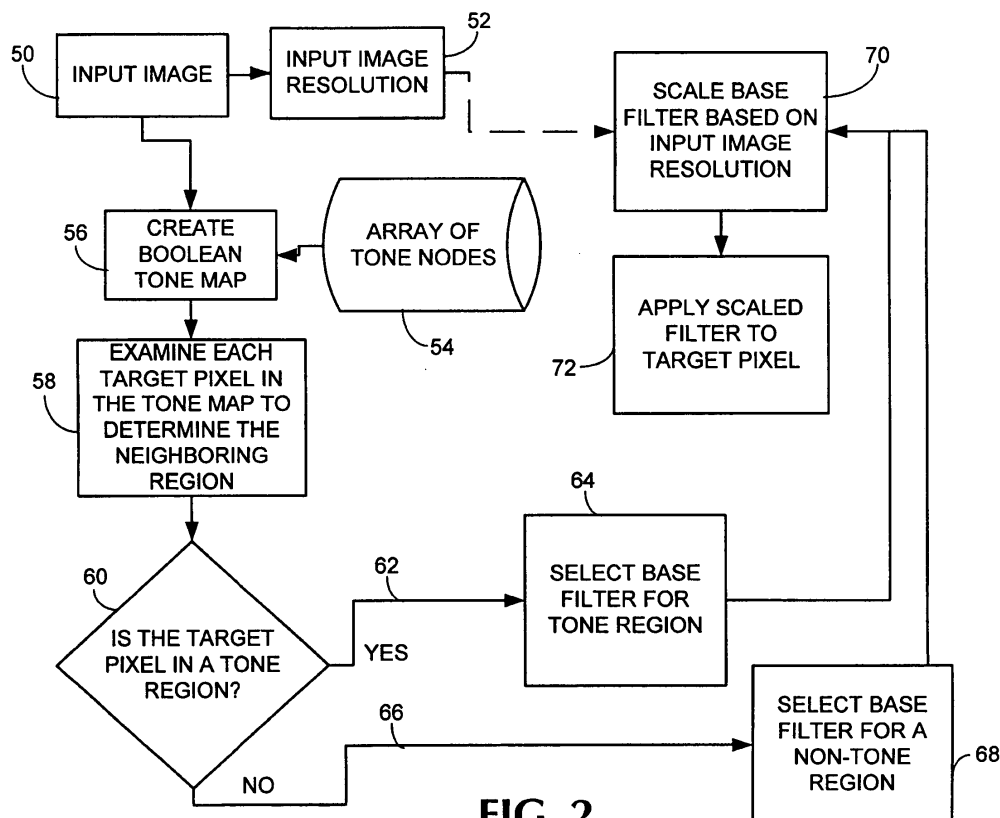 50
INPUT IMAGE
52
INPUT IMAGE
RESOLUTION
70
SCALE BASE
FILTER BASED ON
INPUT IMAGE
RESOLUTION
56
CREATE
BOOLEAN
TONE MAP
ARRAY OF
TONE NODES
54
72
APPLY SCALED
FILTER TO
TARGET PIXEL
58
EXAMINE EACH
TARGET PIXEL IN
THE TONE MAP TO
DETERMINE THE
NEIGHBORING
REGION
60
IS THE TARGET
PIXEL IN A TONE
REGION?
62
YES
64
SELECT BASE
FILTER FOR
TONE REGION
66
NO
SELECT BASE
FILTER FOR A
NON-TONE
REGION
68
FIG. 2